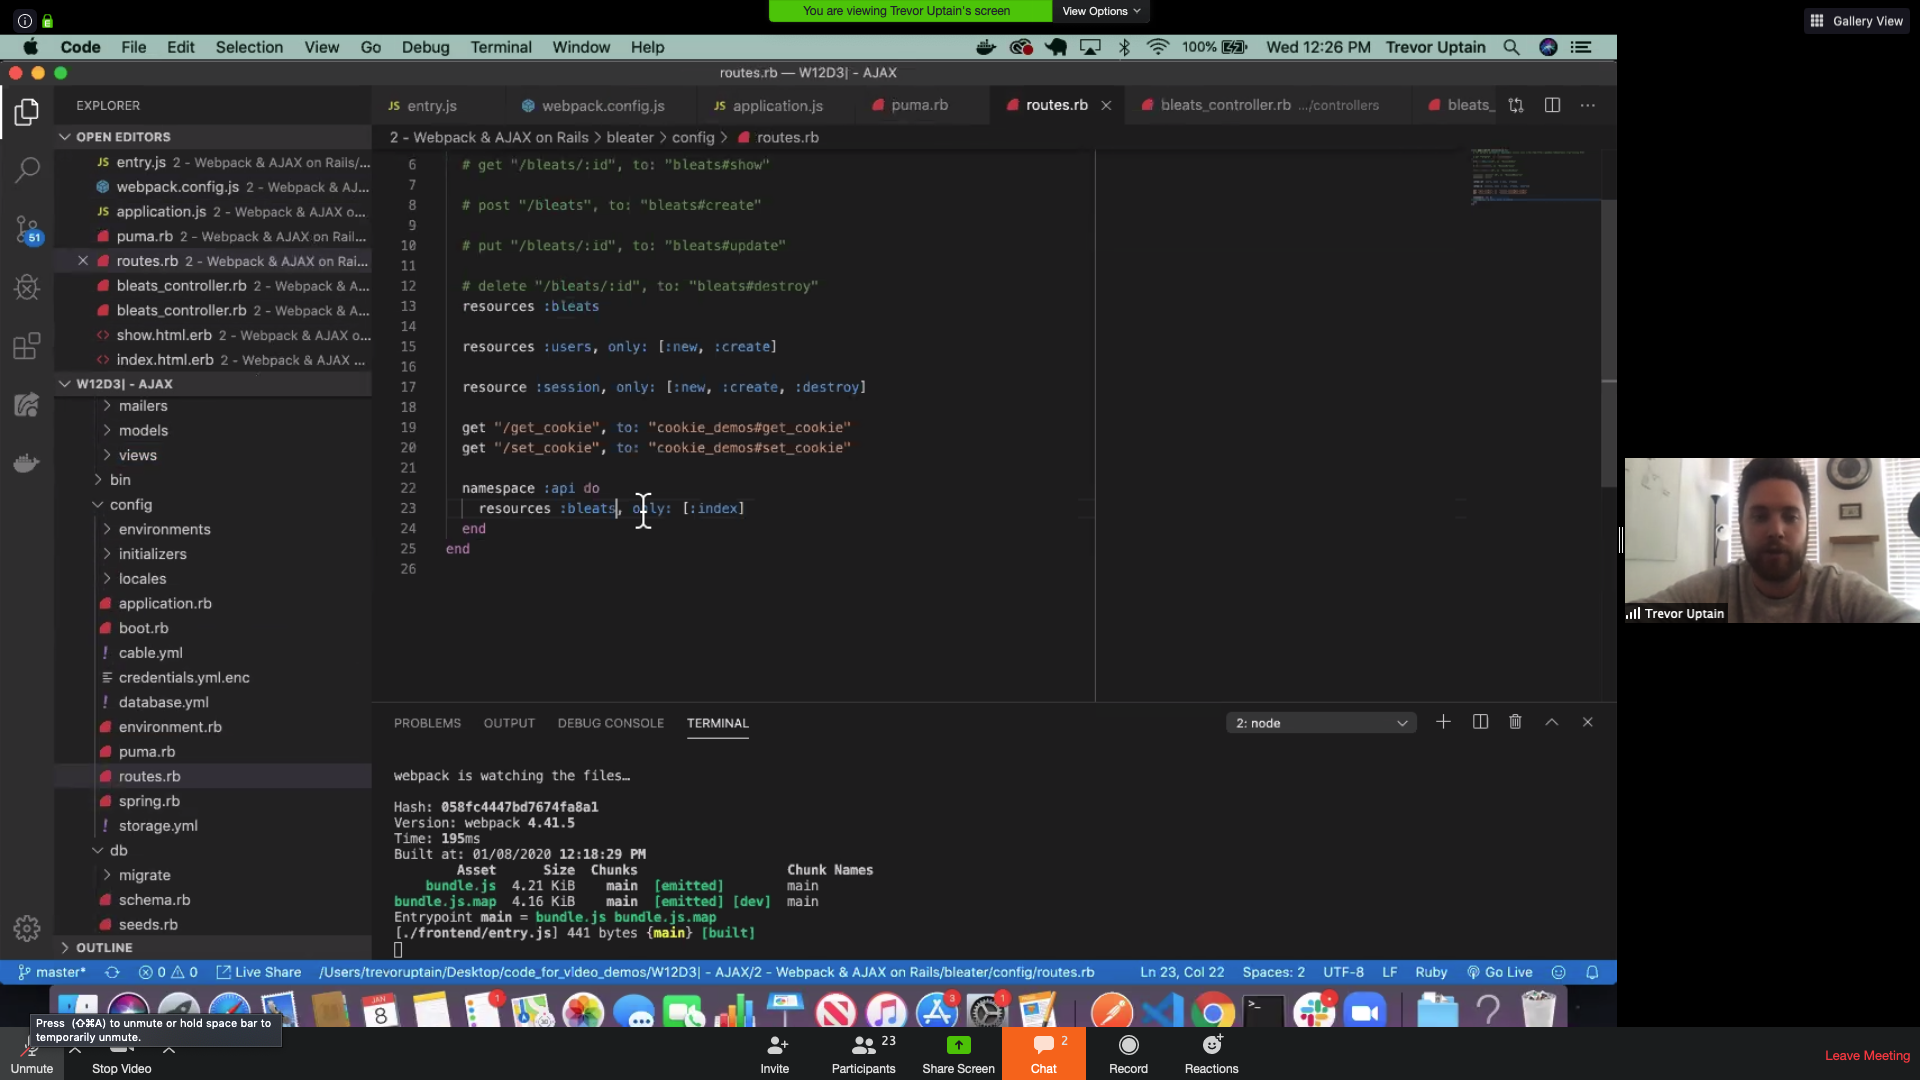 You are viewing Trevor Uptain's screen
View Options
Gallery View
Code File Edit Selection View Go Debug Terminal Window Help
100% Wed 12:26 PM Trevor Uptain
routes.rb — W12D3| - AJAX
EXPLORER
JS entry.js
webpack.config.js
JS application.js
puma.rb
routes.rb
bleats_controller.rb .../controllers
bleats_
OPEN EDITORS
2 - Webpack & AJAX on Rails > bleater > config > routes.rb
JS entry.js 2 - Webpack & AJAX on Rails/...
webpack.config.js 2 - Webpack & AJ...
JS application.js 2 - Webpack & AJAX o...
puma.rb 2 - Webpack & AJAX on Rail...
routes.rb 2 - Webpack & AJAX on Rai...
bleats_controller.rb 2 - Webpack & A...
bleats_controller.rb 2 - Webpack & A...
show.html.erb 2 - Webpack & AJAX o...
index.html.erb 2 - Webpack & AJAX ...
51
W12D3| - AJAX
mailers
models
views
bin
config
environments
initializers
locales
application.rb
boot.rb
! cable.yml
credentials.yml.enc
! database.yml
environment.rb
puma.rb
routes.rb
spring.rb
! storage.yml
db
migrate
schema.rb
seeds.rb
OUTLINE
6 # get "/bleats/:id", to: "bleats#show"
7
8 # post "/bleats", to: "bleats#create"
9
10 # put "/bleats/:id", to: "bleats#update"
11
12 # delete "/bleats/:id", to: "bleats#destroy"
13 resources :bleats
14
15 resources :users, only: [:new, :create]
16
17 resource :session, only: [:new, :create, :destroy]
18
19 get "/get_cookie", to: "cookie_demos#get_cookie"
20 get "/set_cookie", to: "cookie_demos#set_cookie"
21
22 namespace :api do
23 resources :bleats, only: [:index]
24 end
25 end
26
PROBLEMS OUTPUT DEBUG CONSOLE TERMINAL
2: node
webpack is watching the files…
Hash: 058fc4447bd7674fa8a1
Version: webpack 4.41.5
Time: 195ms
Built at: 01/08/2020 12:18:29 PM
Asset Size Chunks Chunk Names
bundle.js 4.21 KiB main [emitted] main
bundle.js.map 4.16 KiB main [emitted] [dev] main
Entrypoint main = bundle.js bundle.js.map
[./frontend/entry.js] 441 bytes {main} [built]
master* 0 0 Live Share /Users/trevoruptain/Desktop/code_for_video_demos/W12D3| - AJAX/2 - Webpack & AJAX on Rails/bleater/config/routes.rb
Ln 23, Col 22 Spaces: 2 UTF-8 LF Ruby Go Live
JAN
8
1
3
1
Trevor Uptain
Press (⇧⌘A) to unmute or hold space bar to
temporarily unmute.
Unmute
Stop Video
Invite
23
Participants
Share Screen
2
Chat
Record
Reactions
Leave Meeting